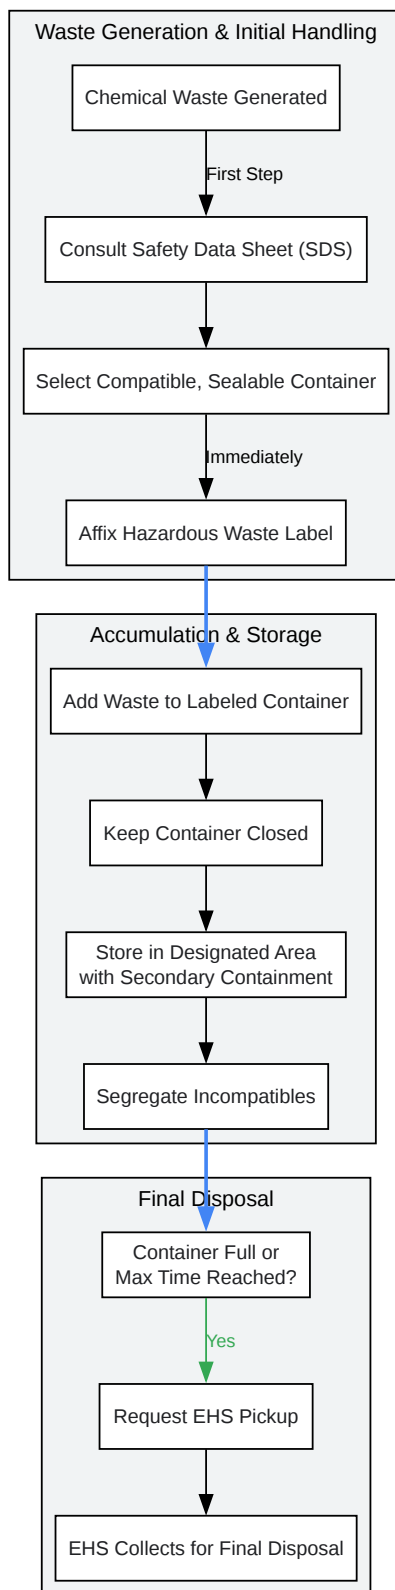 Waste Generation & Initial Handling
Chemical Waste Generated
First Step
Consult Safety Data Sheet (SDS)
Select Compatible, Sealable Container
Immediately
Affix Hazardous Waste Label
Accumulation & Storage
Add Waste to Labeled Container
Keep Container Closed
Store in Designated Area
with Secondary Containment
Segregate Incompatibles
Final Disposal
Container Full or
Max Time Reached?
Yes
Request EHS Pickup
EHS Collects for Final Disposal